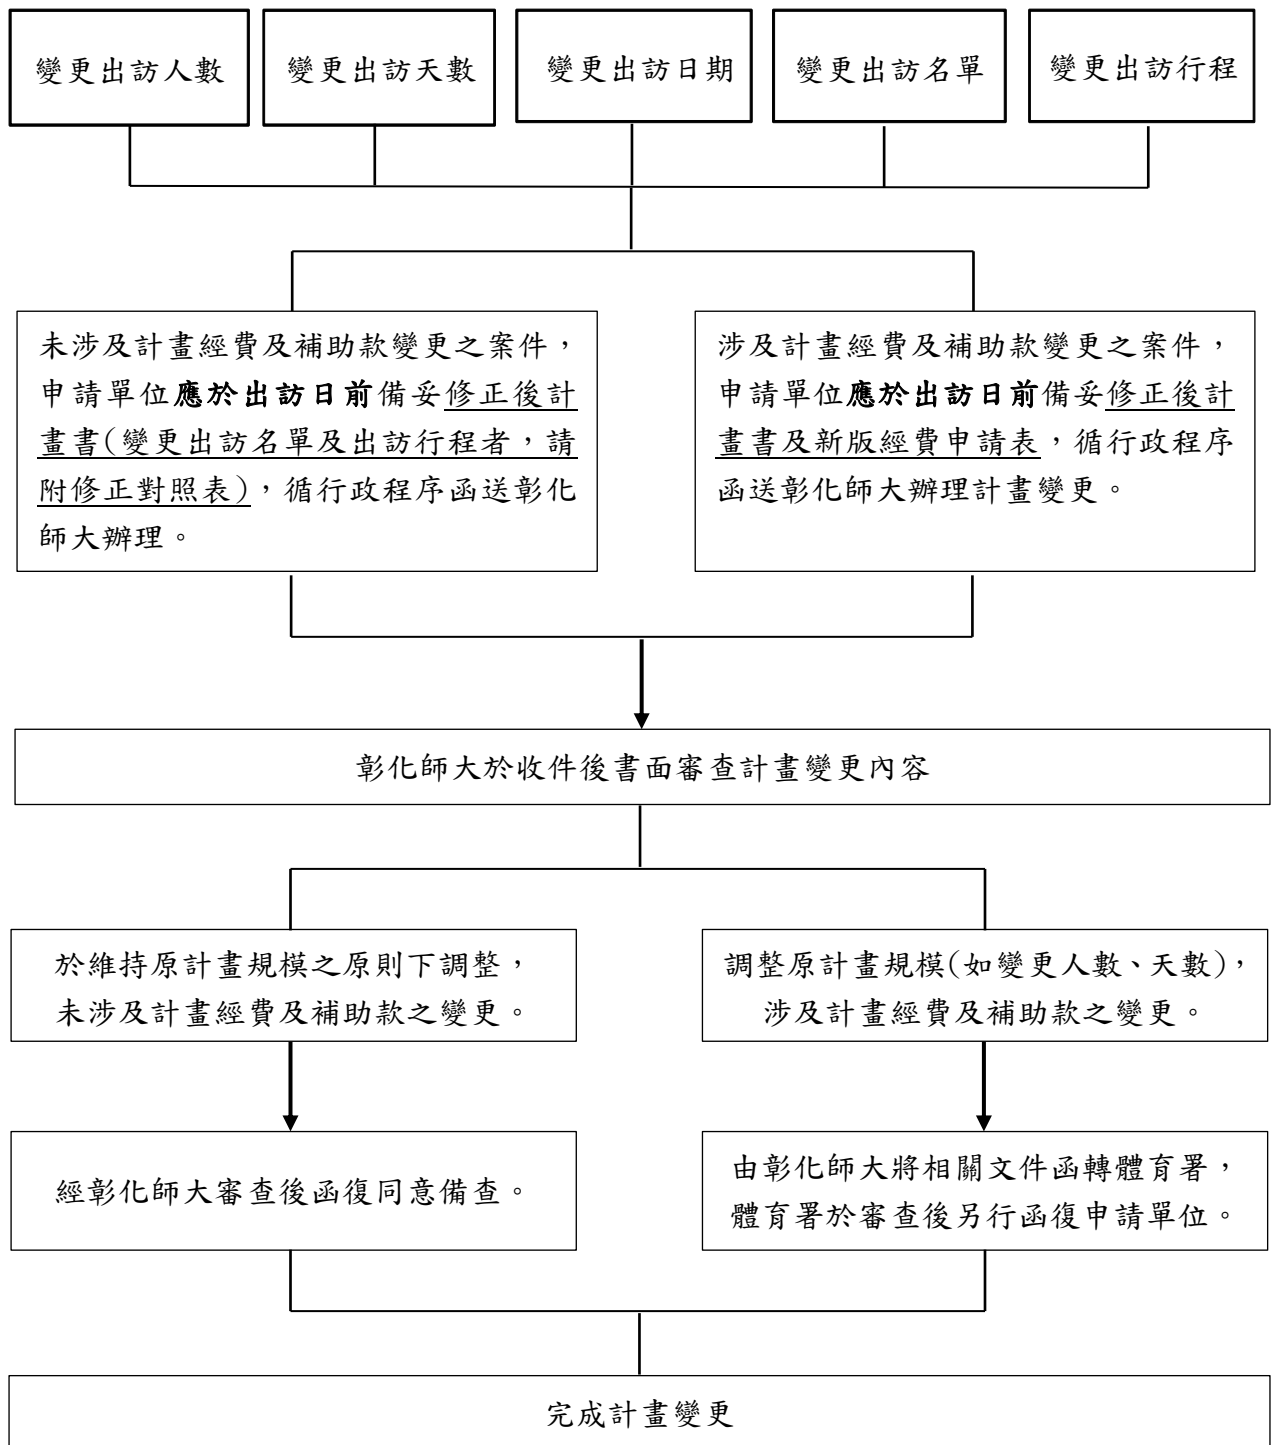 變更出訪人數
變更出訪天數
變更出訪日期
變更出訪名單
變更出訪行程
未涉及計畫經費及補助款變更之案件，
申請單位應於出訪日前備妥修正後計
畫書(變更出訪名單及出訪行程者，請
附修正對照表)，循行政程序函送彰化
師大辦理。
涉及計畫經費及補助款變更之案件，
申請單位應於出訪日前備妥修正後計
畫書及新版經費申請表，循行政程序
函送彰化師大辦理計畫變更。
彰化師大於收件後書面審查計畫變更內容
於維持原計畫規模之原則下調整，
未涉及計畫經費及補助款之變更。
調整原計畫規模(如變更人數、天數)，
涉及計畫經費及補助款之變更。
經彰化師大審查後函復同意備查。
由彰化師大將相關文件函轉體育署，
體育署於審查後另行函復申請單位。
完成計畫變更